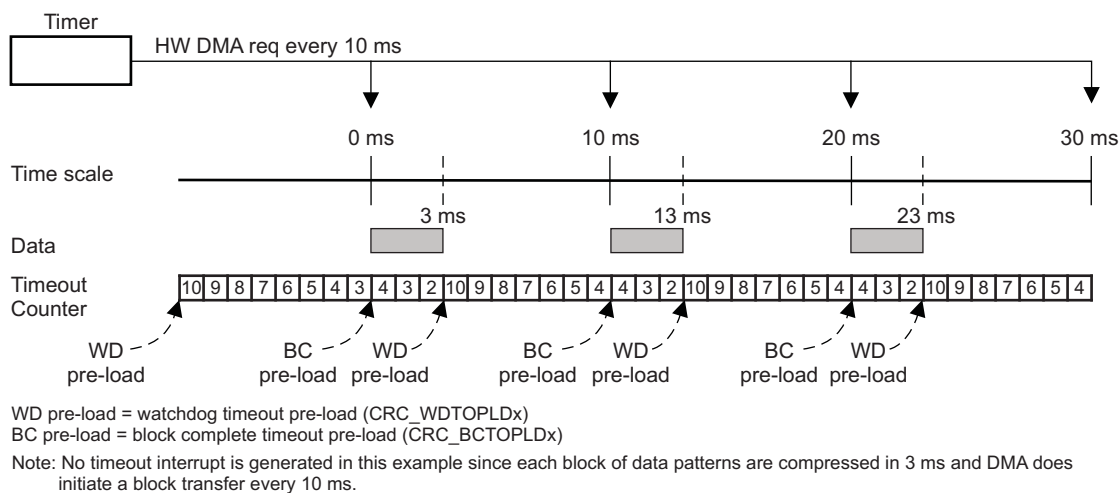 Timer
HW DMA req every 10 ms
0 ms 10 ms 20 ms 30 ms
Time scale
3 ms 13 ms 23 ms
Data
Timeout
Counter
10 9 8 7 6 5 4 3 4 3 2 10 9 8 7 6 5 4 4 3 2 10 9 8 7 6 5 4 4 3 2 10 9 8 7 6 5 4
WD
pre-load
BC
pre-load
WD
pre-load
BC
pre-load
WD
pre-load
BC
pre-load
WD
pre-load
WD pre-load = watchdog timeout pre-load (CRC_WDTOPLDx)
BC pre-load = block complete timeout pre-load (CRC_BCTOPLDx)
Note: No timeout interrupt is generated in this example since each block of data patterns are compressed in 3 ms and DMA does
initiate a block transfer every 10 ms.